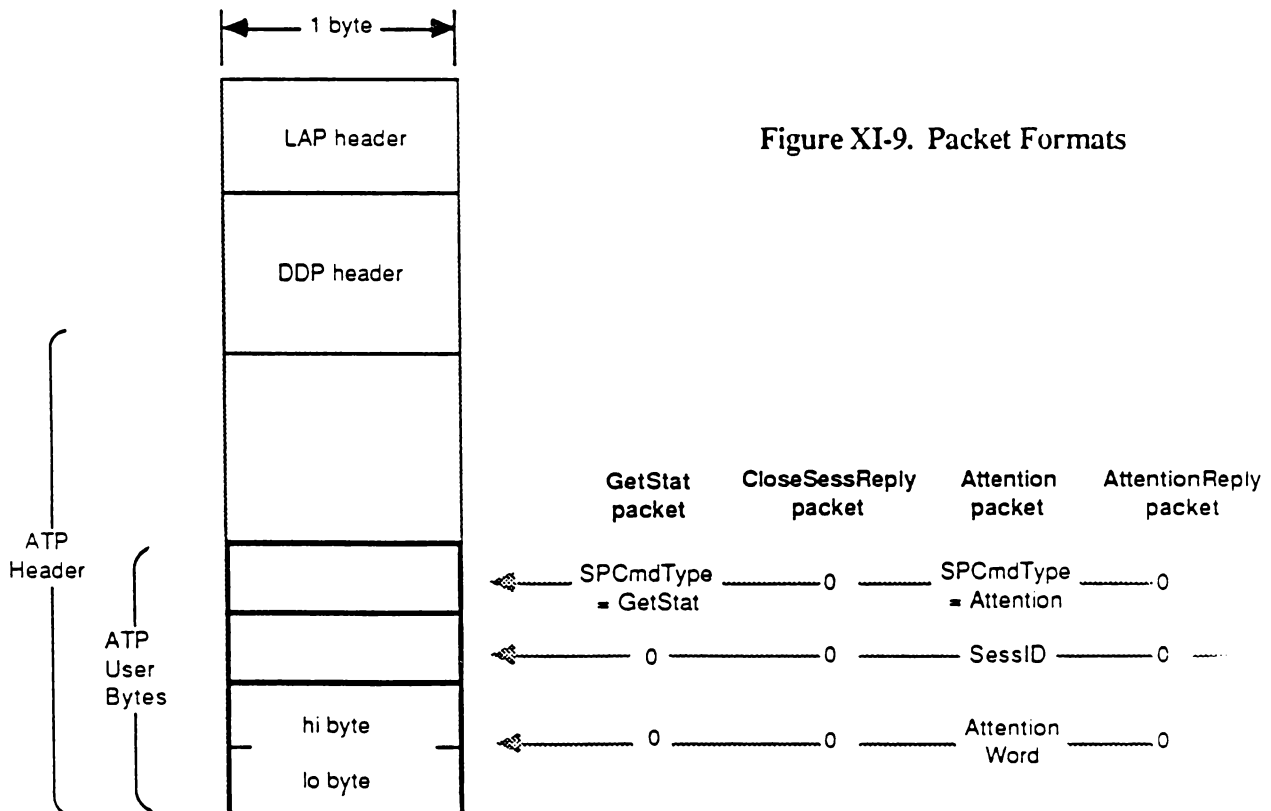 1 byte
LAP header
Figure XI-9. Packet Formats
DDP header
GetStat packet
CloseSessReply packet
Attention packet
AttentionReply packet
ATP Header
SPCmdType = GetStat
0
SPCmdType = Attention
0
ATP User Bytes
0
0
SessID
0
hi byte
lo byte
0
0
Attention Word
0